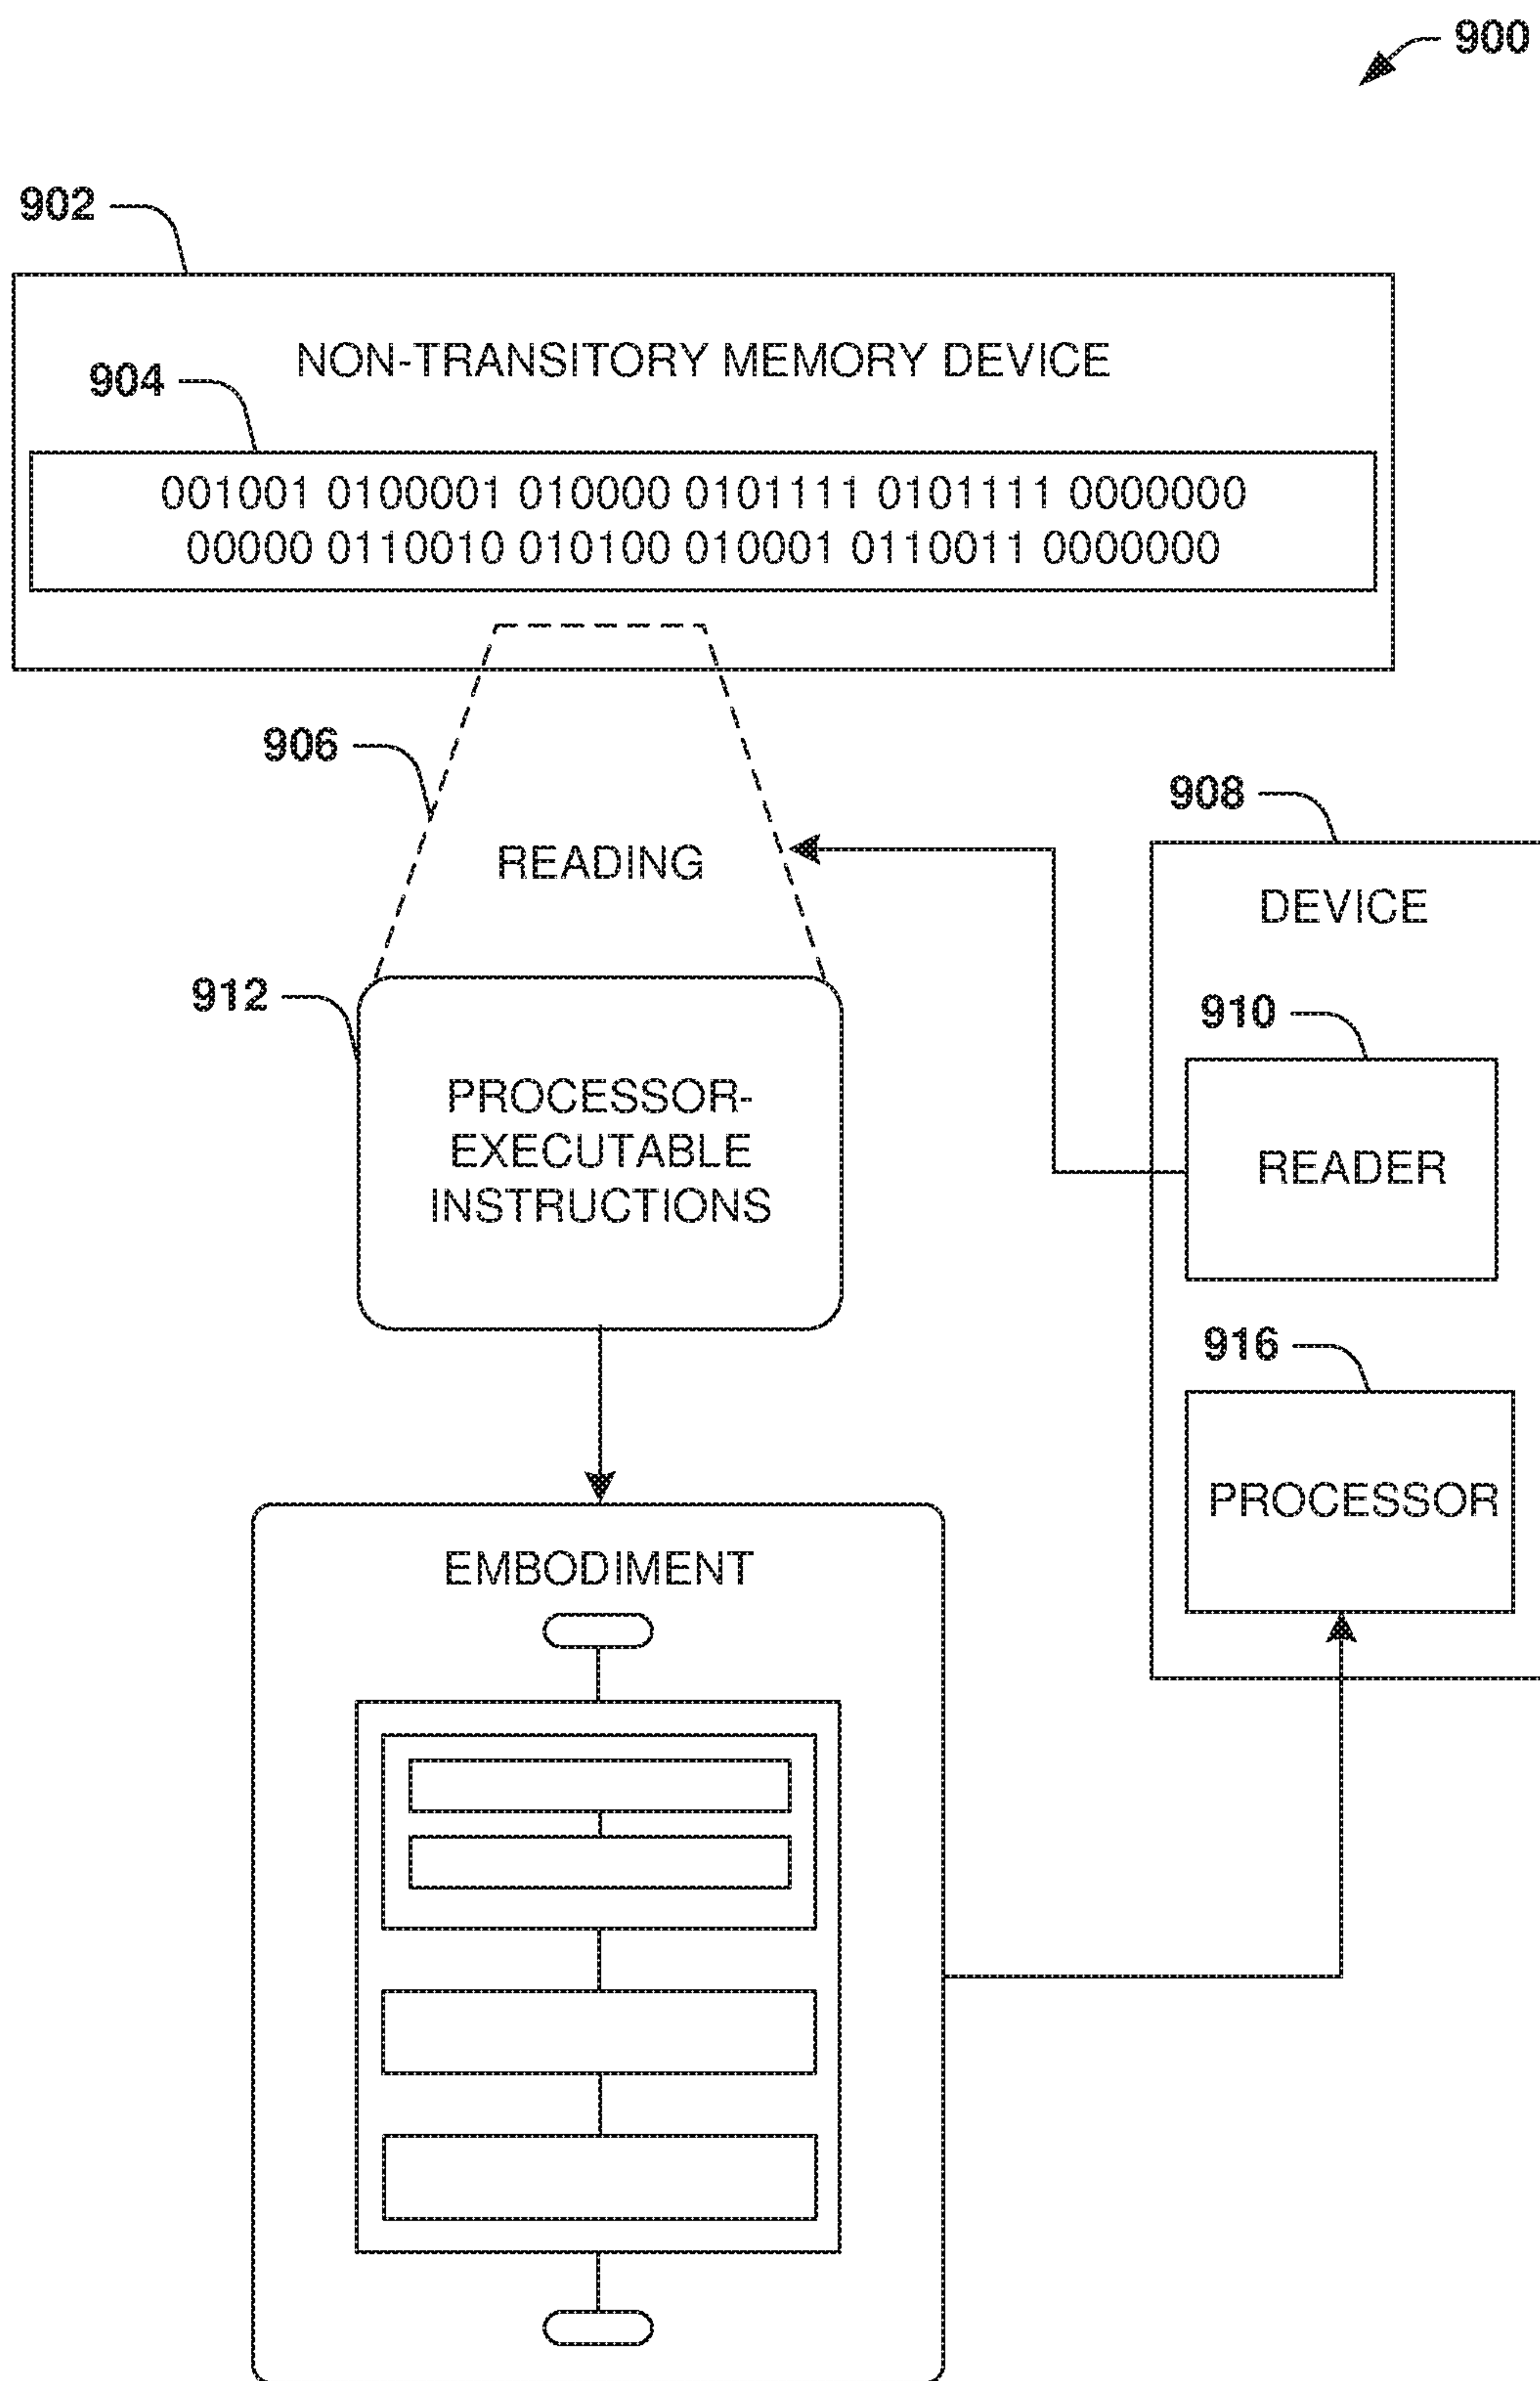 900
902
NON-TRANSITORY MEMORY DEVICE
904
001001 0100001 010000 0101111 0101111 0000000
00000 0110010 010100 010001 0110011 0000000
906
READING
908
DEVICE
912
910
PROCESSOR-
EXECUTABLE
INSTRUCTIONS
READER
916
PROCESSOR
EMBODIMENT